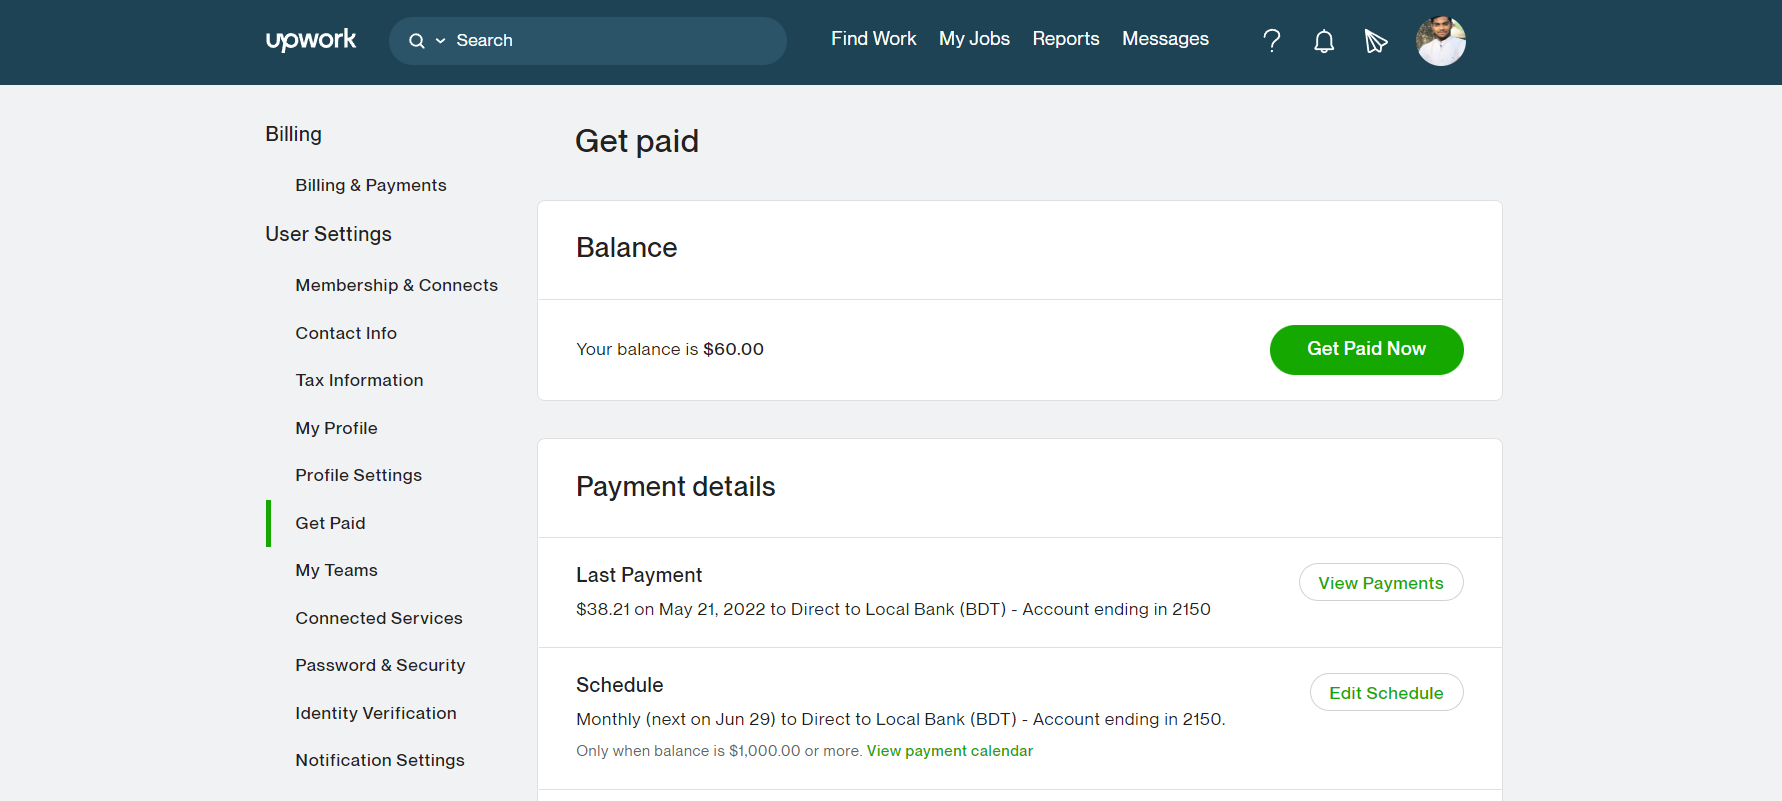 upwork
Search
Find Work
My Jobs
Reports
Messages
Billing
Billing & Payments
User Settings
Membership & Connects
Contact Info
Tax Information
My Profile
Profile Settings
Get Paid
My Teams
Connected Services
Password & Security
Identity Verification
Notification Settings
Get paid
Balance
Your balance is $60.00
Get Paid Now
Payment details
Last Payment
$38.21 on May 21, 2022 to Direct to Local Bank (BDT) - Account ending in 2150
View Payments
Schedule
Monthly (next on Jun 29) to Direct to Local Bank (BDT) - Account ending in 2150.
Only when balance is $1,000.00 or more. View payment calendar
Edit Schedule